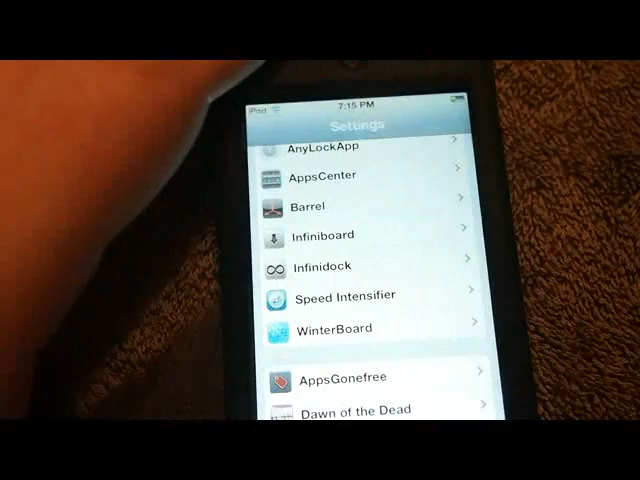 iPod 7:15 PM
Settings
AnyLockApp
AppsCenter
Barrel
Infiniboard
Infinidock
Speed Intensifier
WinterBoard
AppsGonefree
Dawn of the Dead